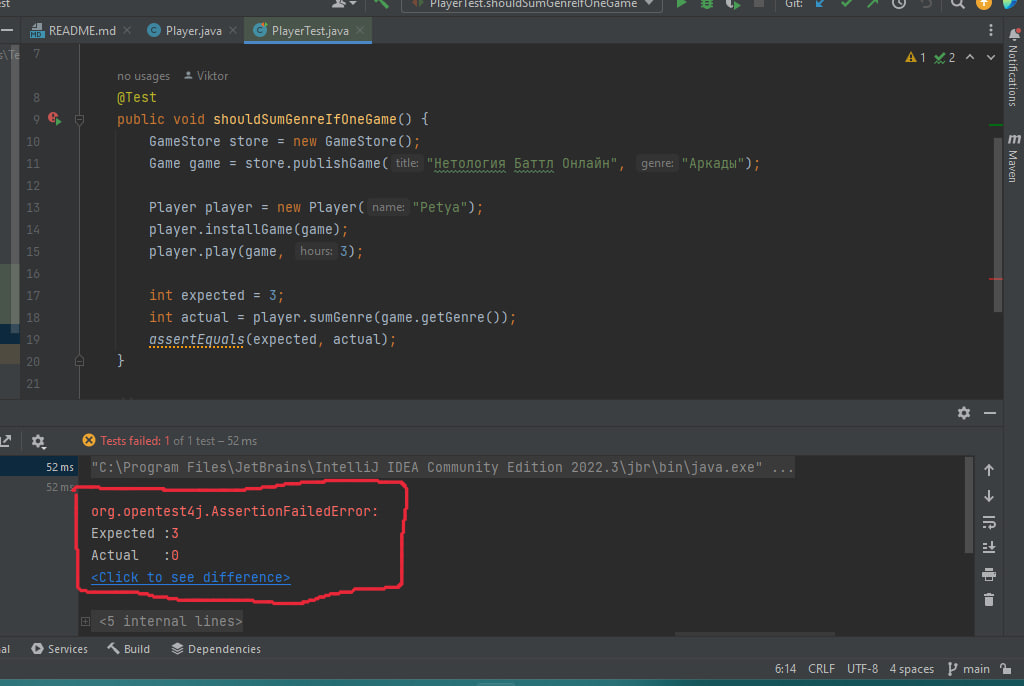 est
PlayerTest.shouldSumGenreIfOneGame
Git:
README.md
Player.java
PlayerTest.java
7
1
2
no usages Viktor
8 @Test
9 public void shouldSumGenreIfOneGame() {
10 GameStore store = new GameStore();
11 Game game = store.publishGame( title: "Нетология Баттл Онлайн", genre: "Аркады");
12
13 Player player = new Player( name: "Petya");
14 player.installGame(game);
15 player.play(game, hours: 3);
16
17 int expected = 3;
18 int actual = player.sumGenre(game.getGenre());
19 assertEquals(expected, actual);
20 }
21
Notifications
m
Maven
Tests failed: 1 of 1 test – 52 ms
52 ms "C:\Program Files\JetBrains\IntelliJ IDEA Community Edition 2022.3\jbr\bin\java.exe" ...
52 ms
org.opentest4j.AssertionFailedError:
Expected :3
Actual :0
<Click to see difference>
<5 internal lines>
al Services Build Dependencies
6:14 CRLF UTF-8 4 spaces main